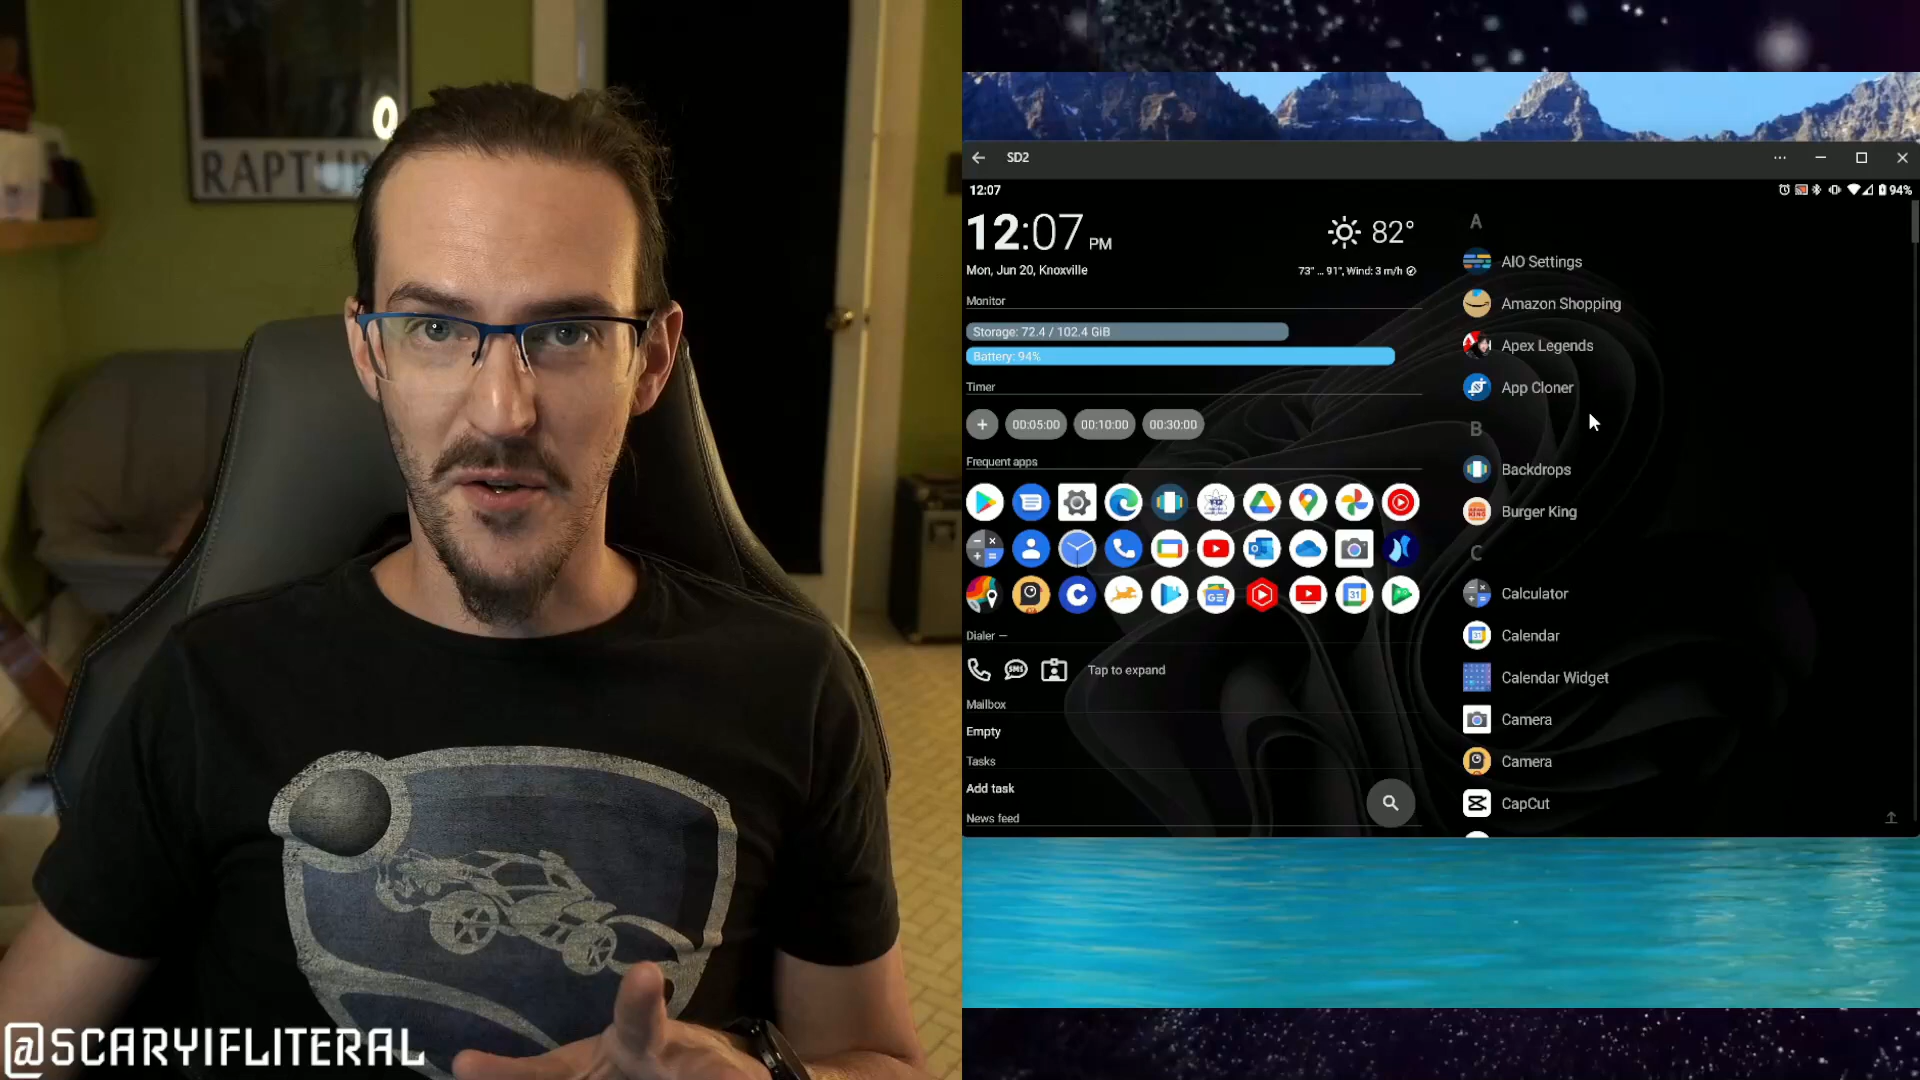 RAPTUR
@SCARYIFLITERAL
SD2
12:07
94%
12:07 PM
82°
Mon, Jun 20, Knoxville
73° ... 91°, Wind: 3 m/h
Monitor
Storage: 72.4 / 102.4 GiB
Battery: 94%
Timer
+ 00:05:00 00:10:00 00:30:00
Frequent apps
31
Dialer —
SMS
Tap to expand
Mailbox
Empty
Tasks
Add task
News feed
A
AIO Settings
Amazon Shopping
Apex Legends
App Cloner
B
Backdrops
Burger King
C
Calculator
Calendar
Calendar Widget
Camera
Camera
CapCut